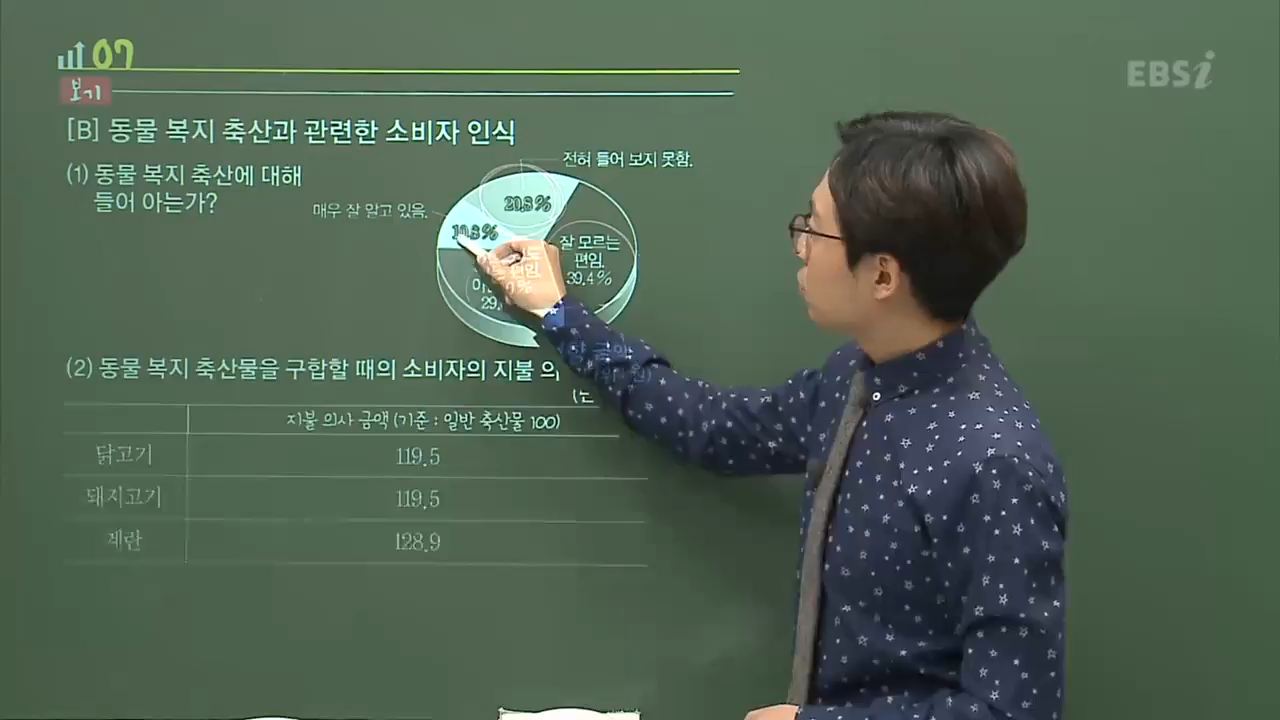 07
EBSi
보기
[B] 동물 복지 축산과 관련한 소비자 인식
(1) 동물 복지 축산에 대해
들어 아는가?
전혀 들어 보지 못함.
매우 잘 알고 있음.
20.8%
10.3%
잘 모르는
편임.
39.4%
편임.
29.
(2) 동물 복지 축산물을 구합할 때의 소비자의 지불 의
지불 의사 금액 (기준 : 일반 축산물 100)
닭고기 119.5
돼지고기 119.5
계란 128.9